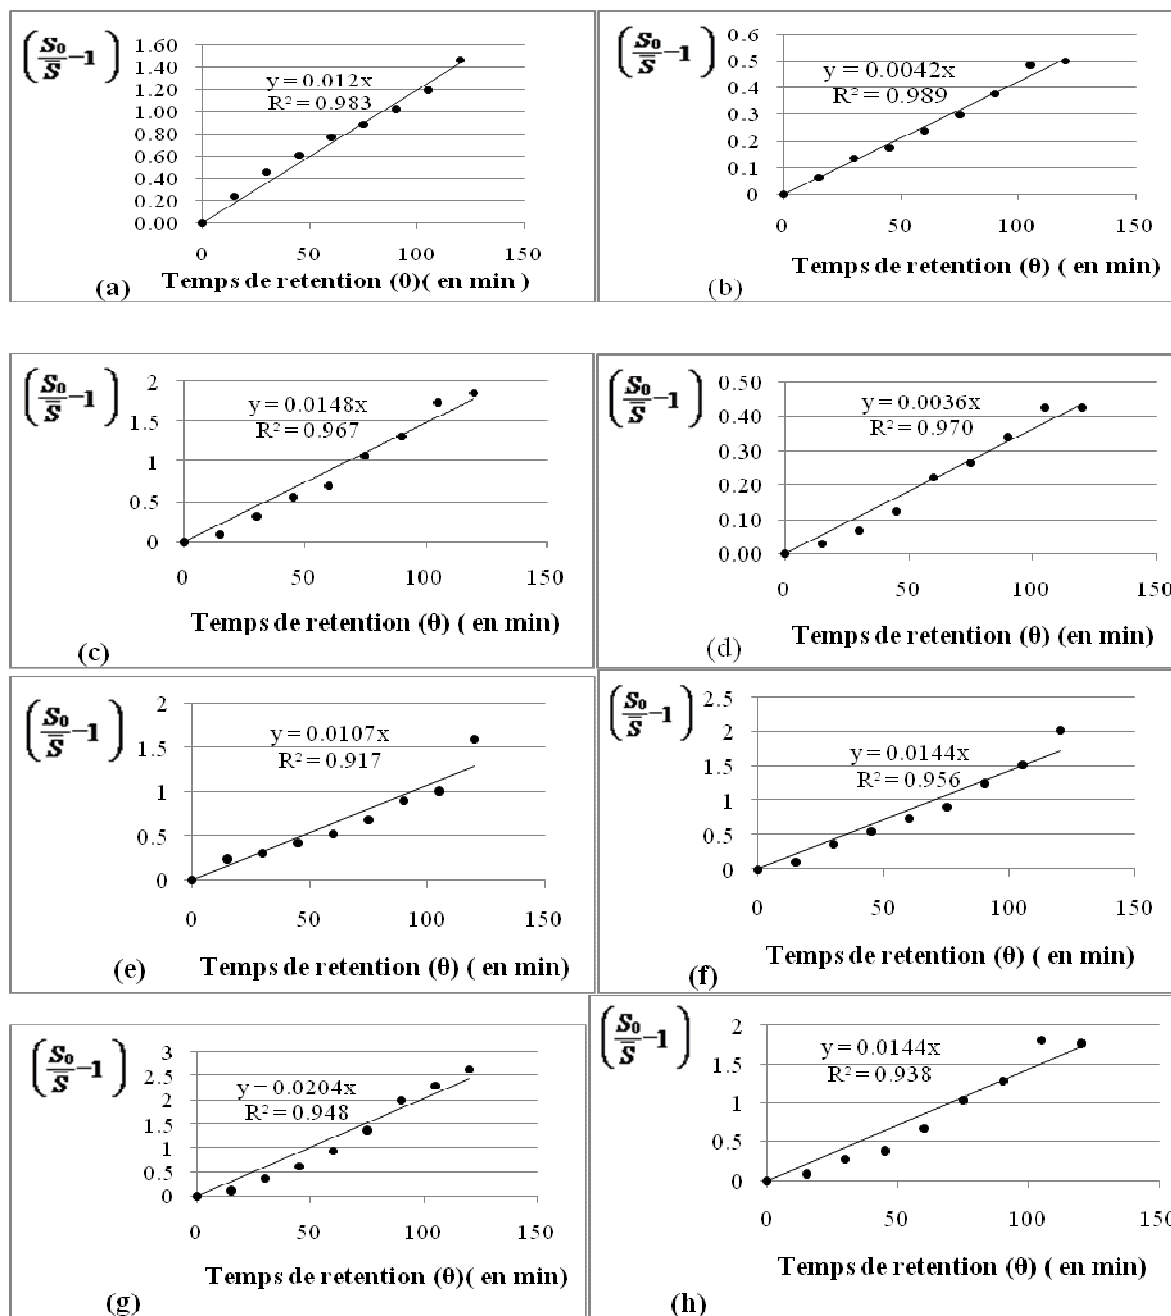 (S0/S̅ −1)
1.60
1.40
1.20
1.00
0.80
0.60
0.40
0.20
0.00
y = 0.012x
R² = 0.983
0 50 100 150
Temps de retention (θ)( en min )
(a)
(S0/S̅ −1)
0.6
0.5
0.4
0.3
0.2
0.1
0
y = 0.0042x
R² = 0.989
0 50 100 150
Temps de retention (θ) ( en min)
(b)
(S0/S̅ −1)
2
1.5
1
0.5
0
y = 0.0148x
R² = 0.967
0 50 100 150
Temps de retention (θ) ( en min)
(c)
(S0/S̅ −1)
0.50
0.40
0.30
0.20
0.10
0.00
y = 0.0036x
R² = 0.970
0 50 100 150
Temps de retention (θ) (en min)
(d)
(S0/S̅ −1)
2
1.5
1
0.5
0
y = 0.0107x
R² = 0.917
0 50 100 150
Temps de retention (θ) ( en min)
(e)
(S0/S̅ −1)
2.5
2
1.5
1
0.5
0
y = 0.0144x
R² = 0.956
0 50 100 150
Temps de retention (θ) ( en min)
(f)
(S0/S̅ −1)
3
2.5
2
1.5
1
0.5
0
y = 0.0204x
R² = 0.948
0 50 100 150
Temps de retention (θ)( en min)
(g)
(S0/S̅ −1)
2
1.5
1
0.5
0
y = 0.0144x
R² = 0.938
0 50 100 150
Temps de retention (θ) ( en min)
(h)